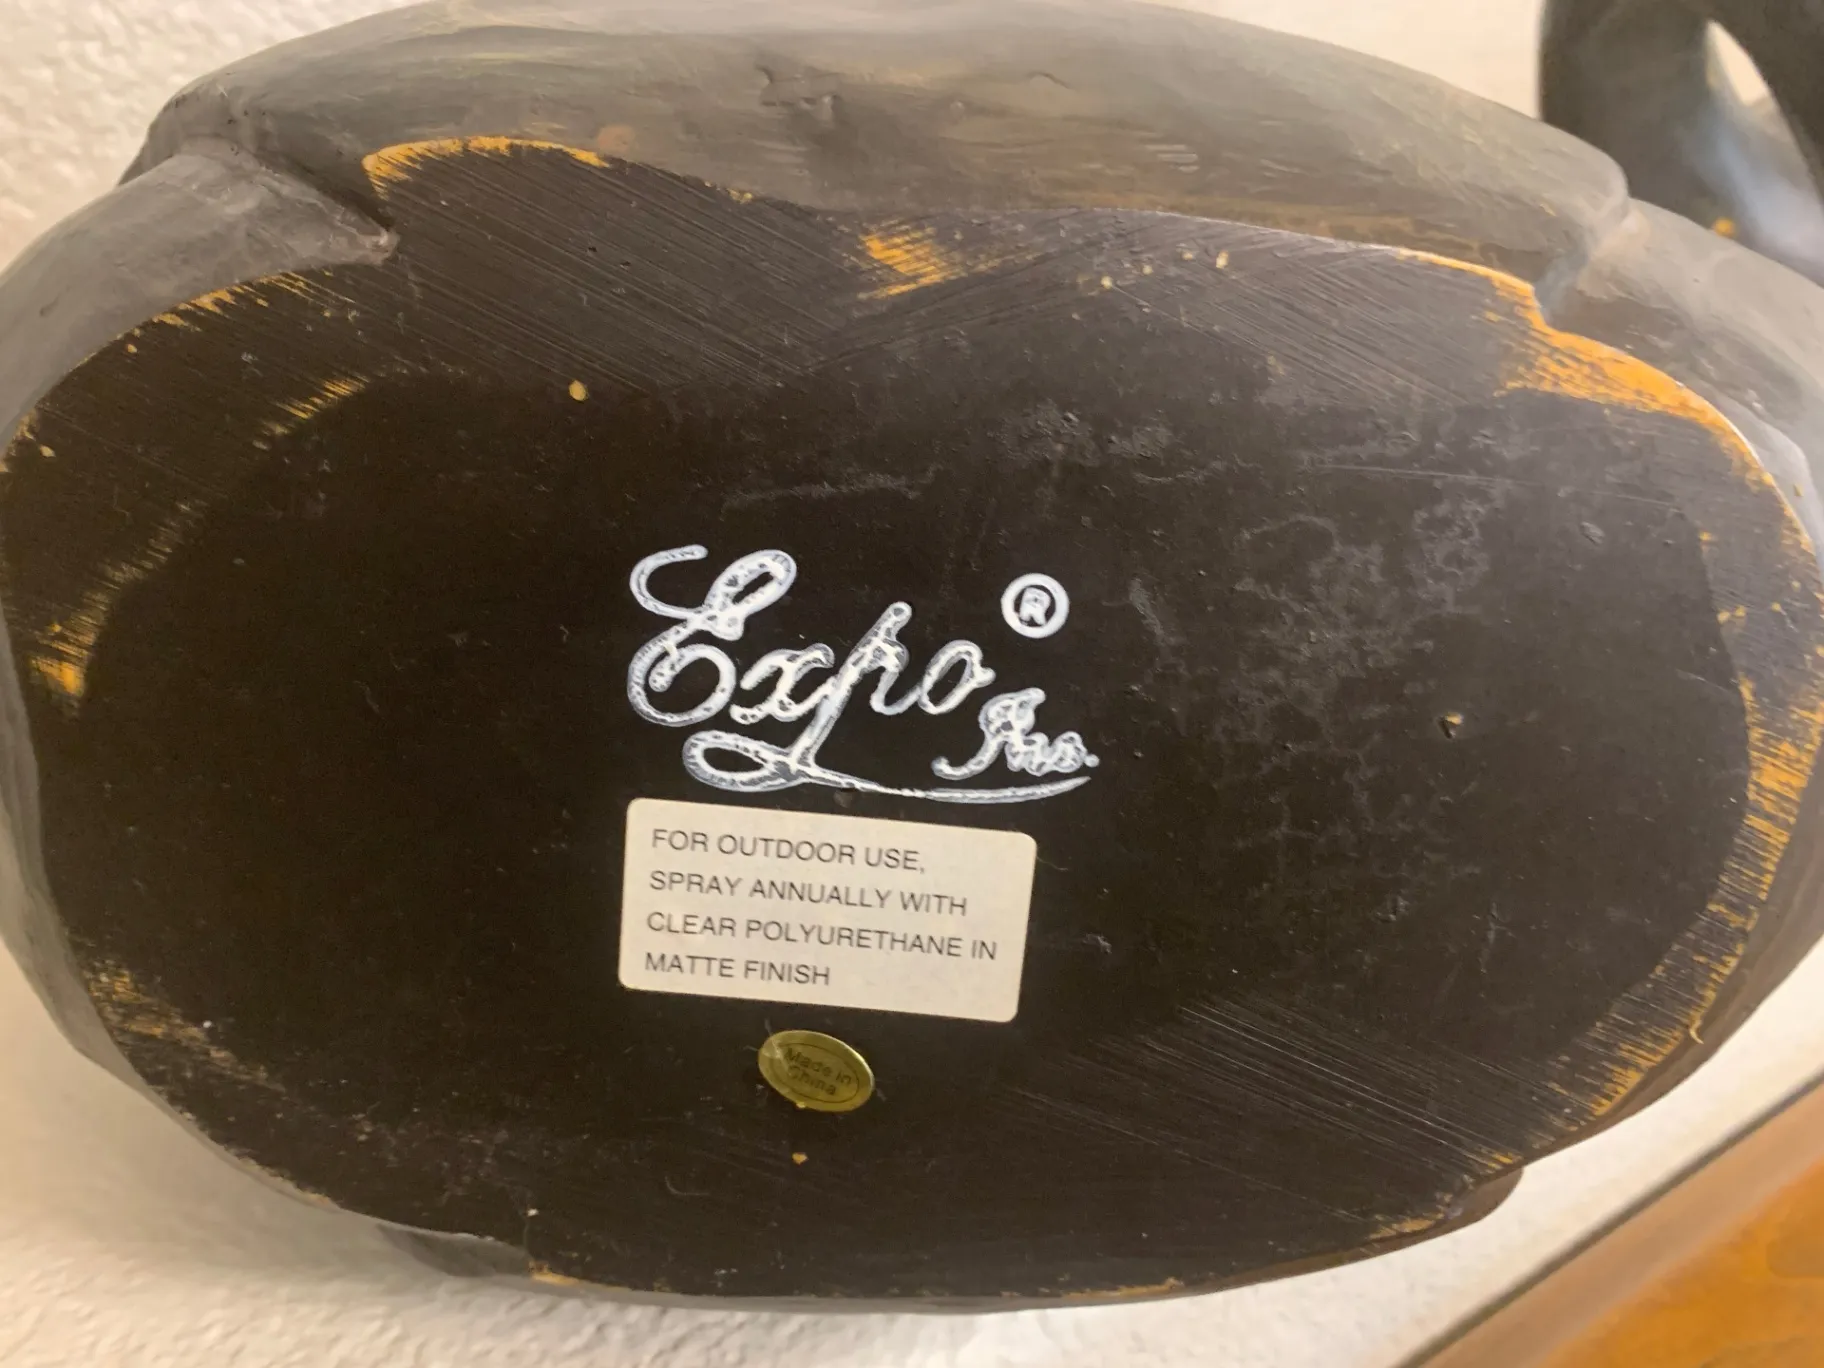 Expo ®
Inc.
FOR OUTDOOR USE,
SPRAY ANNUALLY WITH
CLEAR POLYURETHANE IN
MATTE FINISH
Made in
China